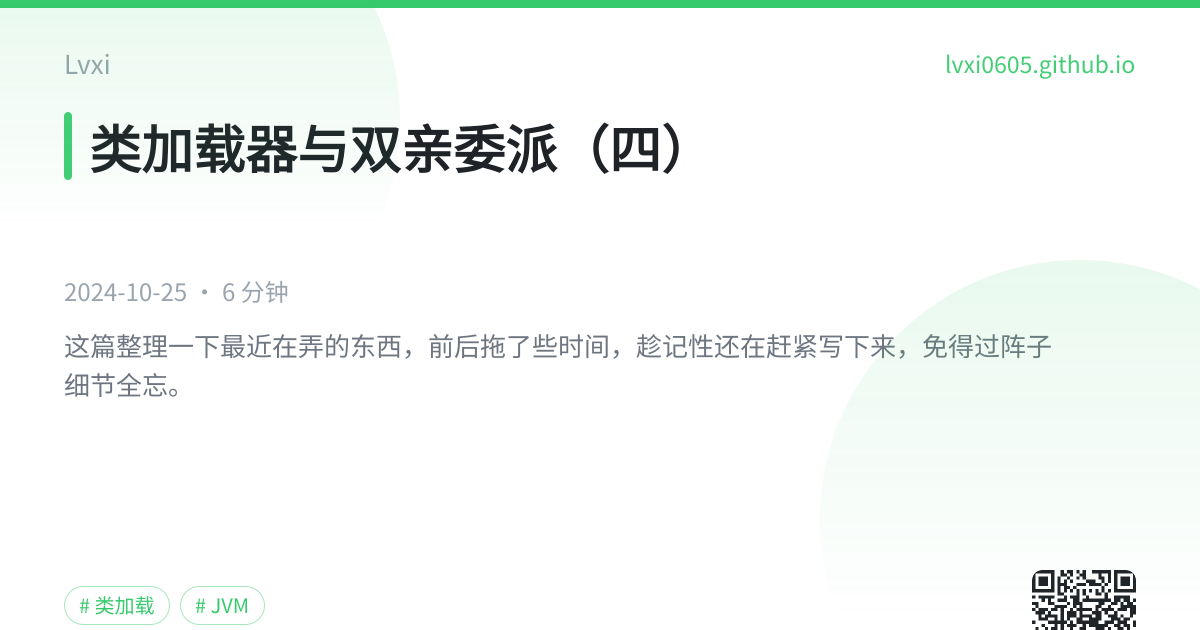 Lvxi
lvxi0605.github.io
类加载器与双亲委派（四）
2024-10-25 · 6 分钟
这篇整理一下最近在弄的东西，前后拖了些时间，趁记性还在赶紧写下来，免得过阵子
细节全忘。
# 类加载
# JVM